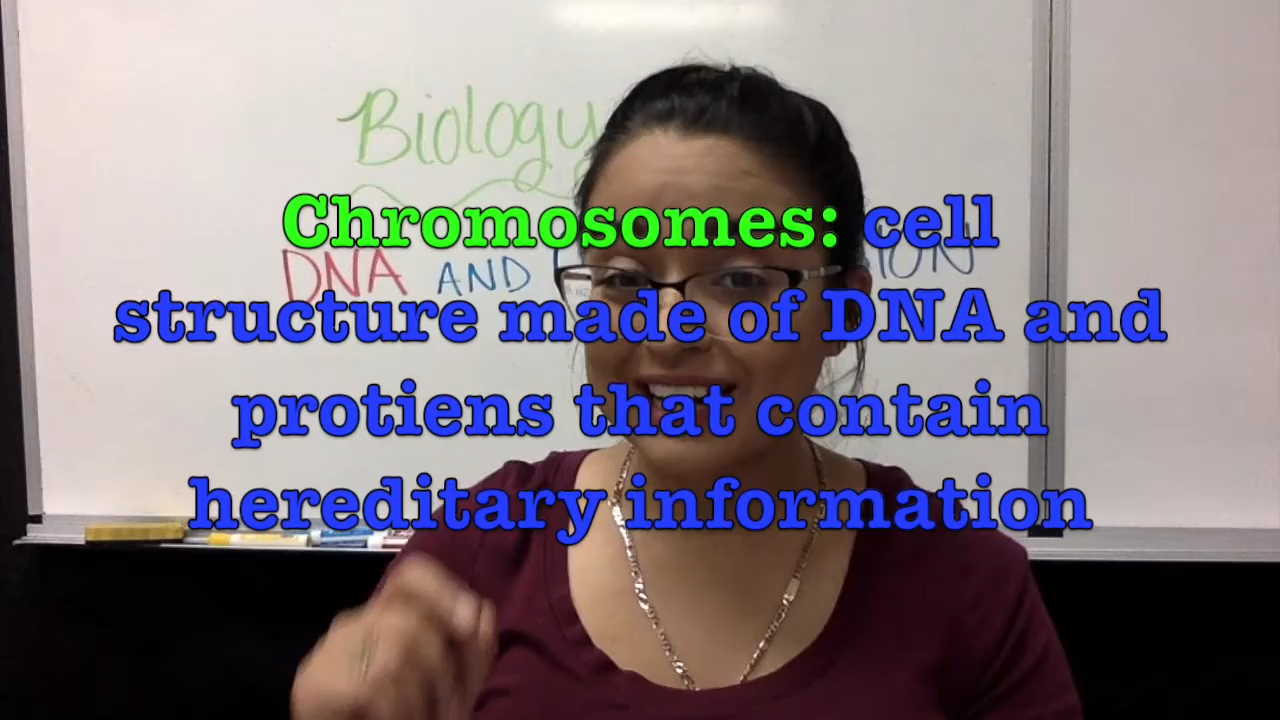 Biology
Chromosomes: cell
DNA AND
structure made of DNA and
protiens that contain
hereditary information